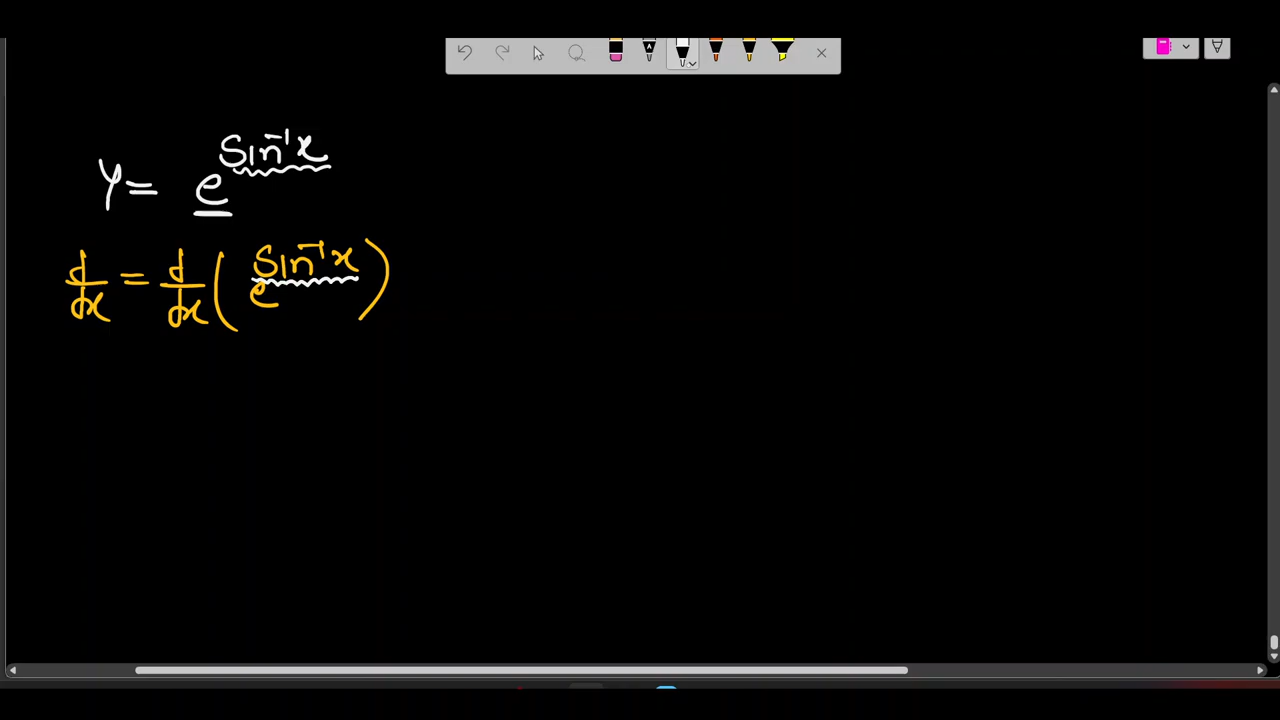 y = e^{Sin⁻¹x}
d/dx = d/dx ( e^{Sin⁻¹x} )